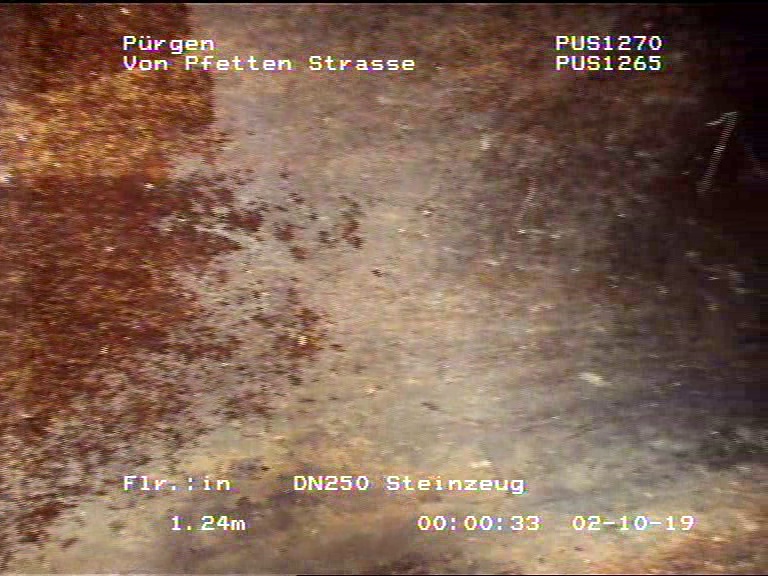 Pürgen PUS1270
Von Pfetten Strasse PUS1265
Flr.:in DN250 Steinzeug
1.24m 00:00:33 02-10-19